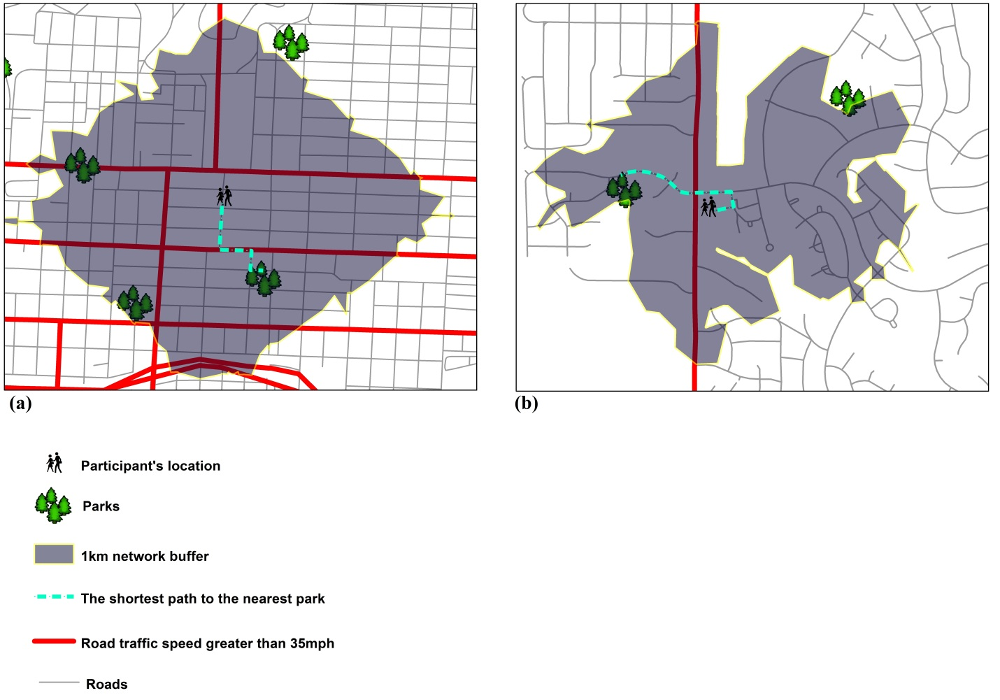 (a)
(b)
Participant's location
Parks
1km network buffer
The shortest path to the nearest park
Road traffic speed greater than 35mph
Roads